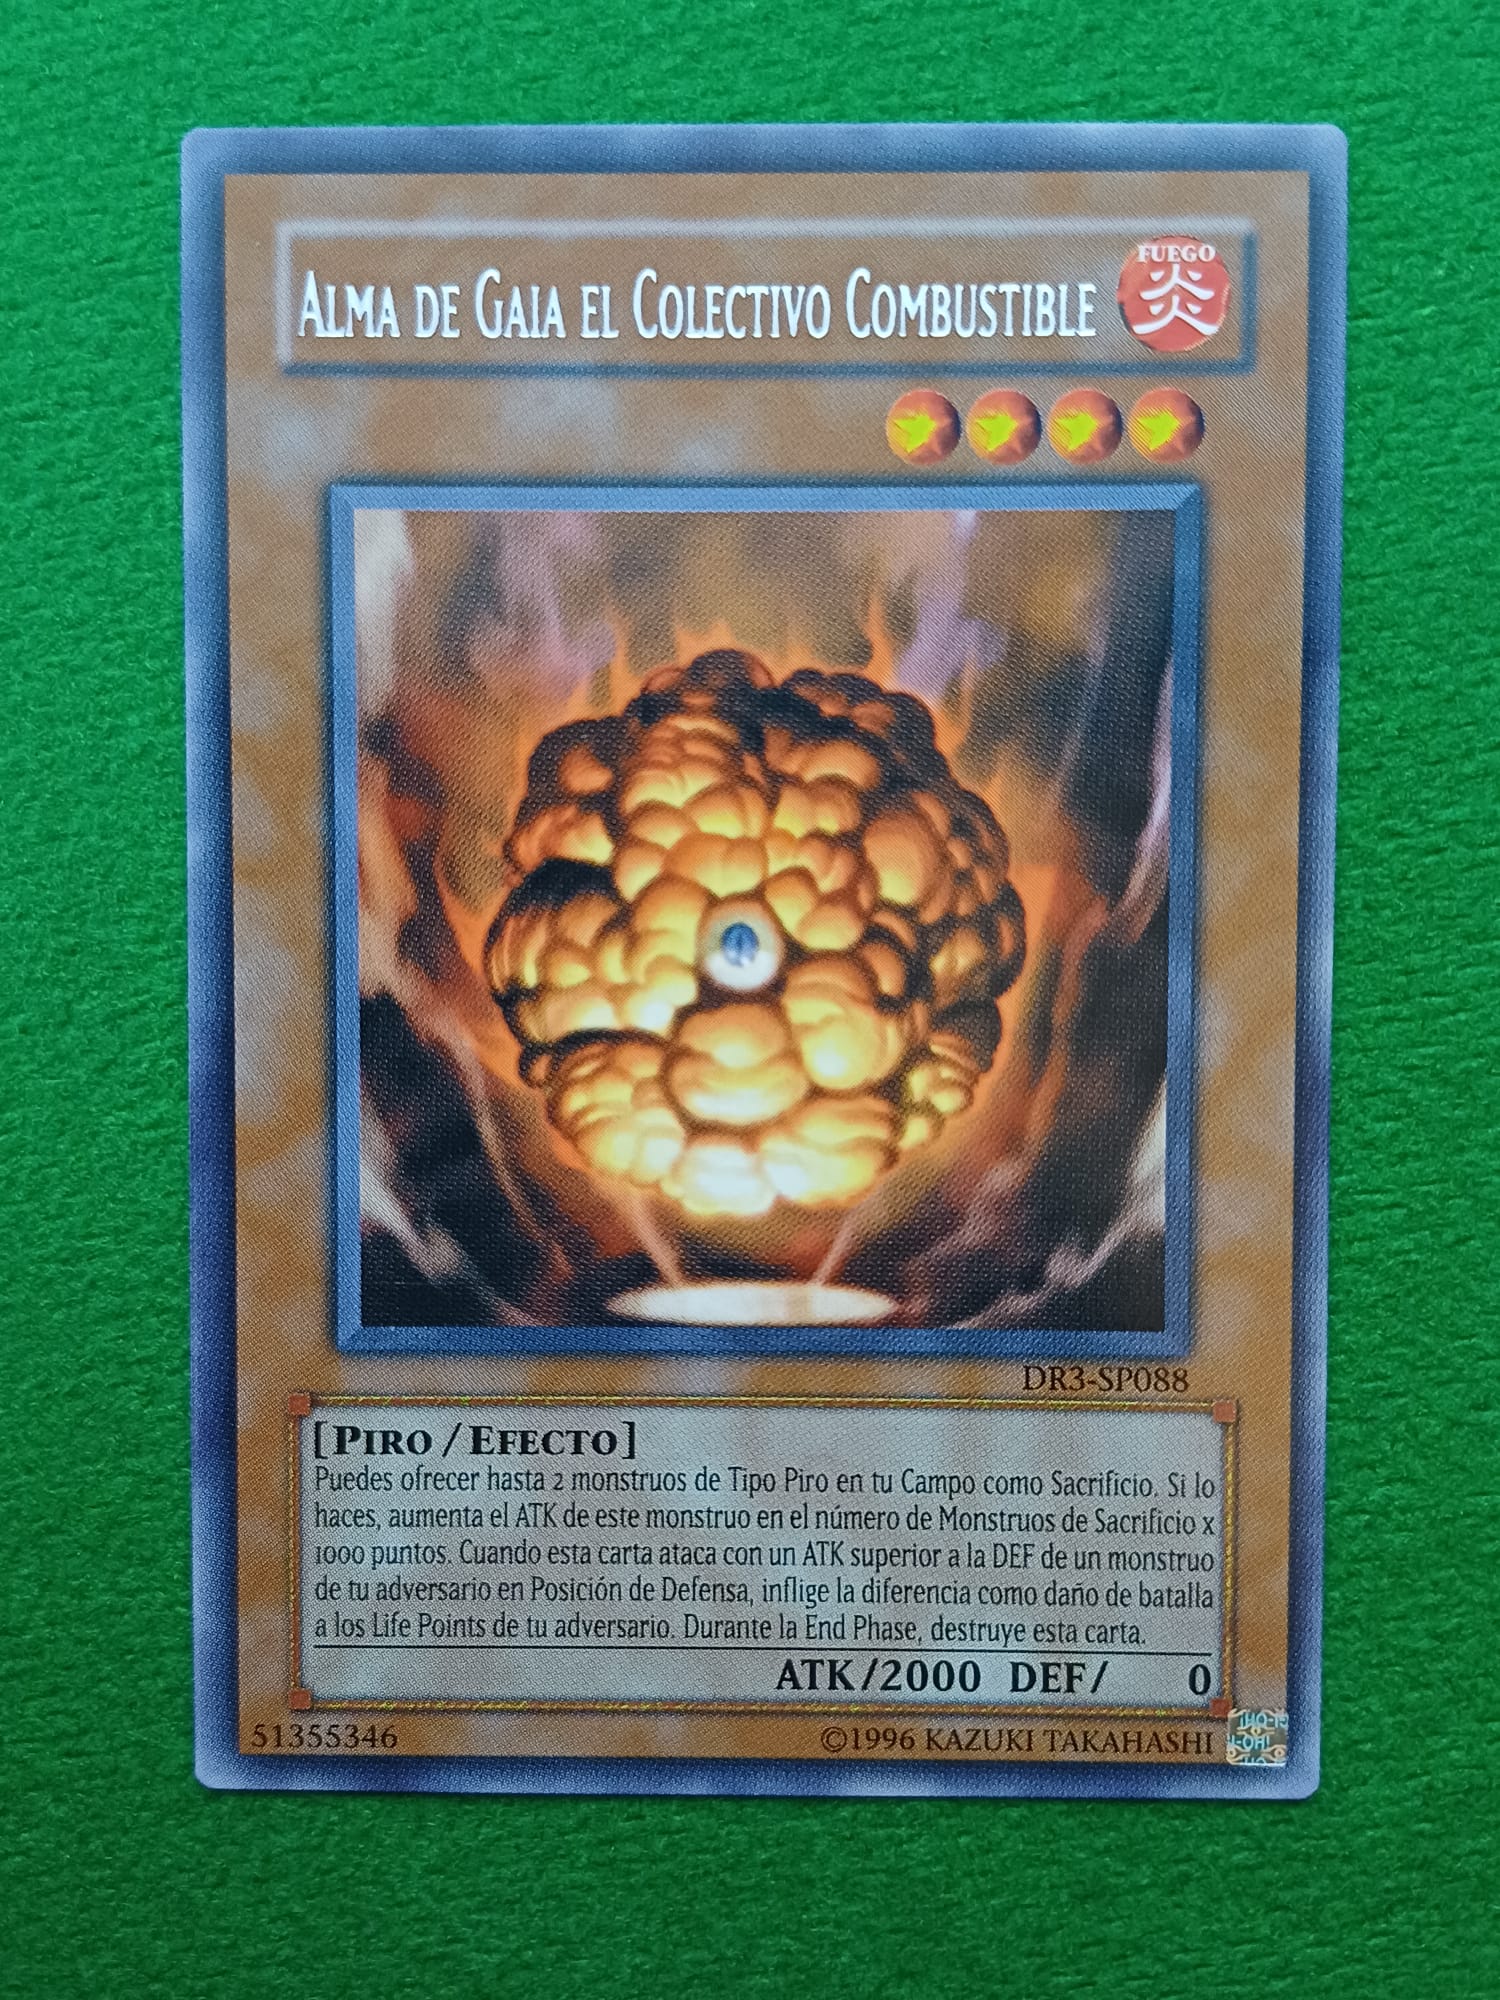 Alma de Gaia el Colectivo Combustible
FUEGO
炎
DR3-SP088
[Piro / Efecto]
Puedes ofrecer hasta 2 monstruos de Tipo Piro en tu Campo como Sacrificio. Si lo
haces, aumenta el ATK de este monstruo en el número de Monstruos de Sacrificio x
1000 puntos. Cuando esta carta ataca con un ATK superior a la DEF de un monstruo
de tu adversario en Posición de Defensa, inflige la diferencia como daño de batalla
a los Life Points de tu adversario. Durante la End Phase, destruye esta carta.
ATK/2000 DEF/ 0
51355346
©1996 KAZUKI TAKAHASHI